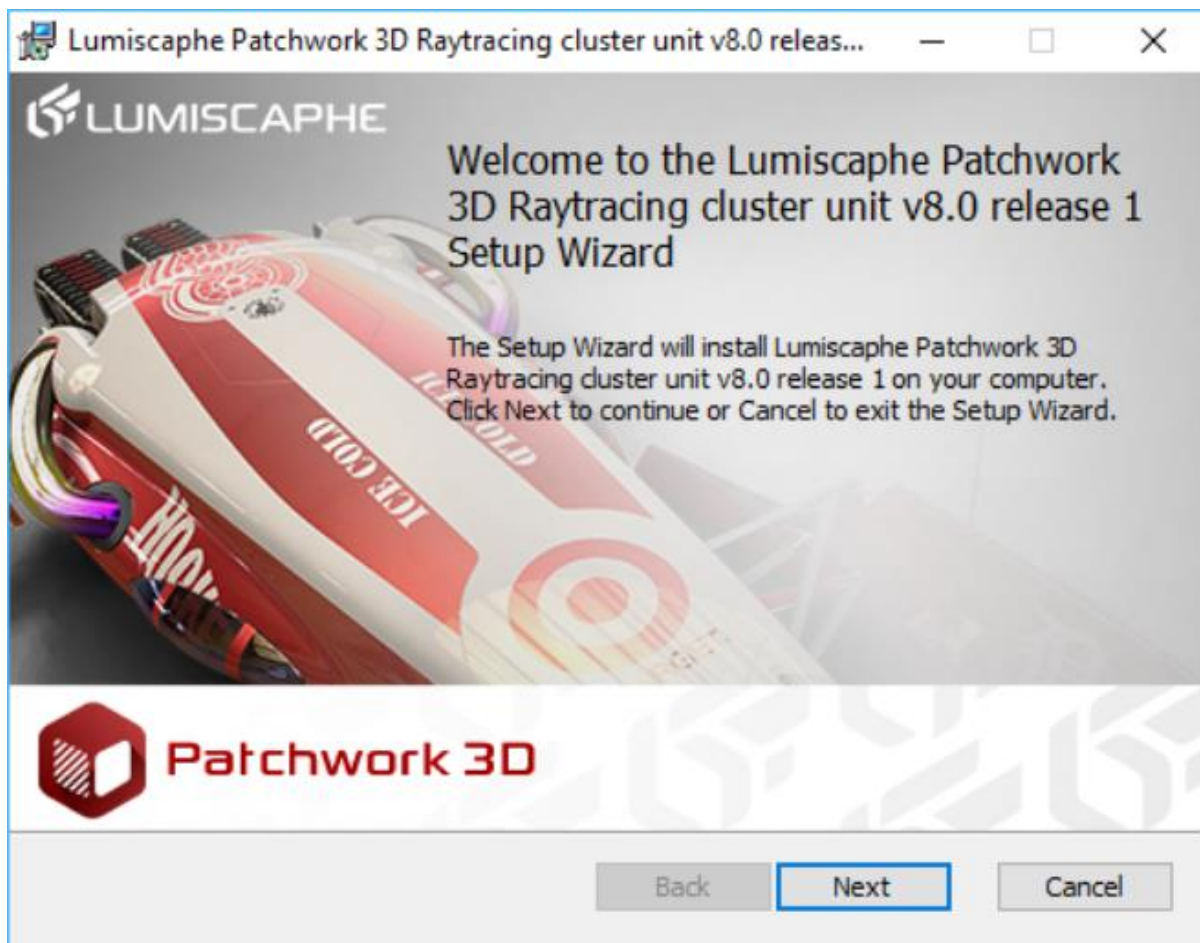 Lumiscaphe Patchwork 3D Raytracing cluster unit v8.0 releas...
LUMISCAPHE
Welcome to the Lumiscaphe Patchwork
3D Raytracing cluster unit v8.0 release 1
Setup Wizard
The Setup Wizard will install Lumiscaphe Patchwork 3D
Raytracing cluster unit v8.0 release 1 on your computer.
Click Next to continue or Cancel to exit the Setup Wizard.
ICE COLD
ICE COLD
Patchwork 3D
Back
Next
Cancel